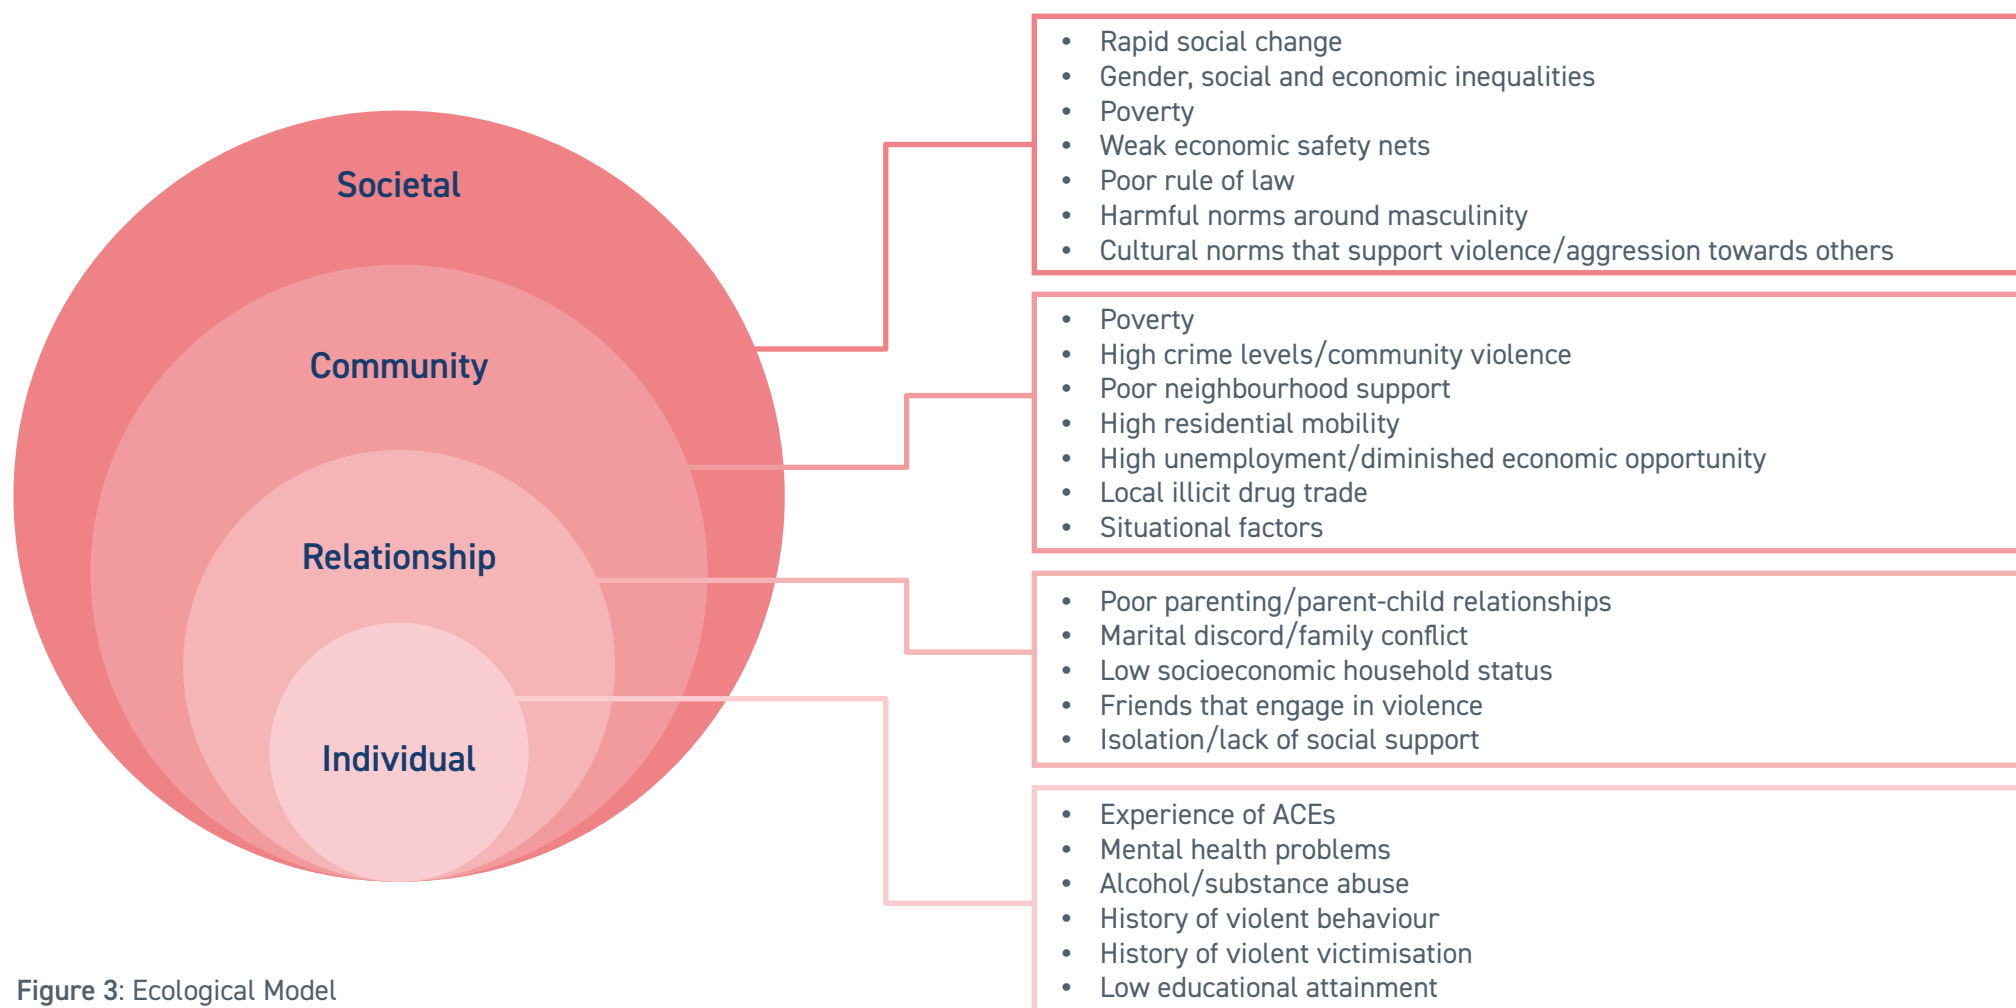 Societal
Community
Relationship
Individual
• Rapid social change
• Gender, social and economic inequalities
• Poverty
• Weak economic safety nets
• Poor rule of law
• Harmful norms around masculinity
• Cultural norms that support violence/aggression towards others
• Poverty
• High crime levels/community violence
• Poor neighbourhood support
• High residential mobility
• High unemployment/diminished economic opportunity
• Local illicit drug trade
• Situational factors
• Poor parenting/parent-child relationships
• Marital discord/family conflict
• Low socioeconomic household status
• Friends that engage in violence
• Isolation/lack of social support
• Experience of ACEs
• Mental health problems
• Alcohol/substance abuse
• History of violent behaviour
• History of violent victimisation
• Low educational attainment
Figure 3: Ecological Model